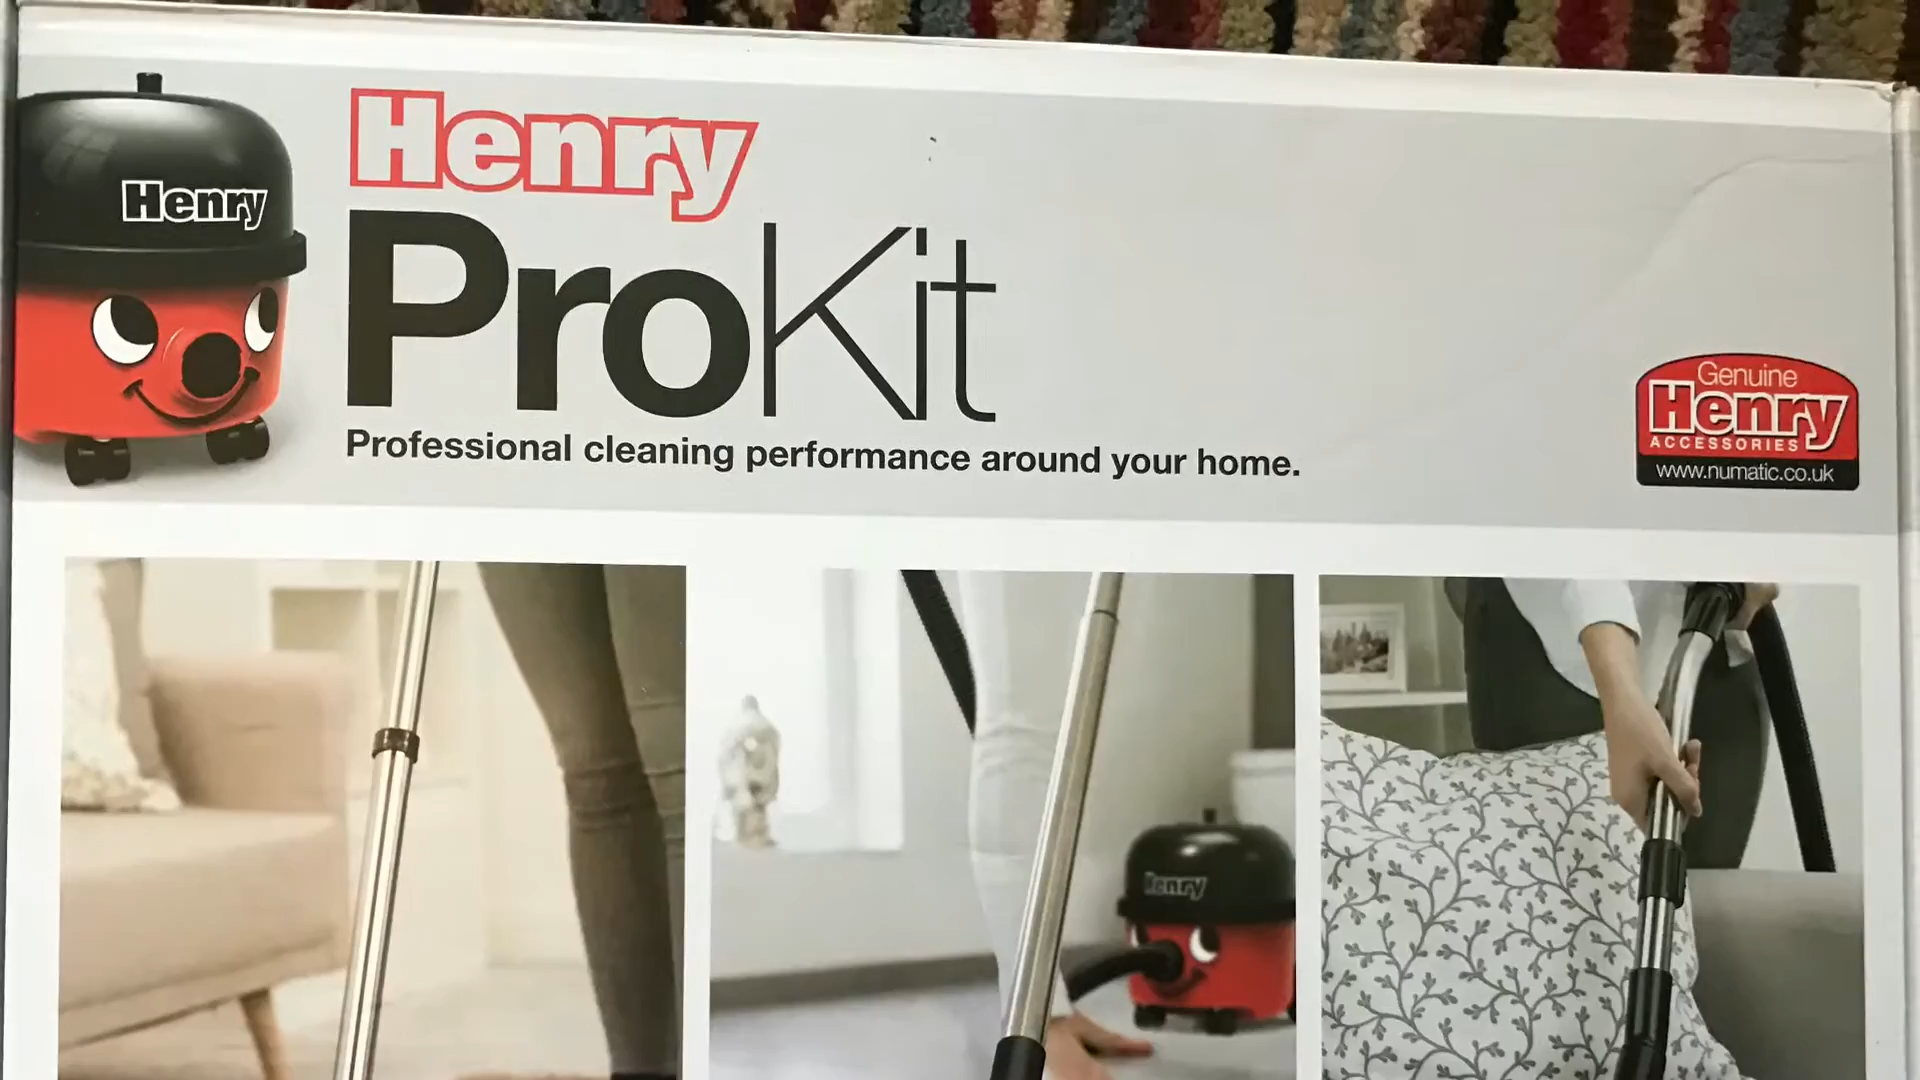 Henry
Henry
ProKit
Professional cleaning performance around your home.
Genuine
Henry
ACCESSORIES
www.numatic.co.uk
Henry